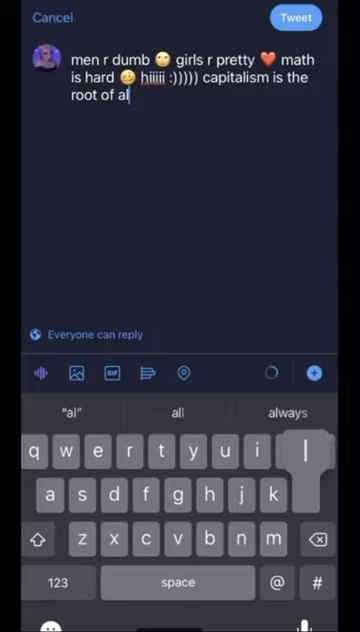 Cancel
Tweet
men r dumb 🙄 girls r pretty ❤️ math
is hard 🤕 hiiiii :))))) capitalism is the
root of al
Everyone can reply
GIF
"al"
all
always
q w e r t y u i l
a s d f g h j k
z x c v b n m
123 space @ #